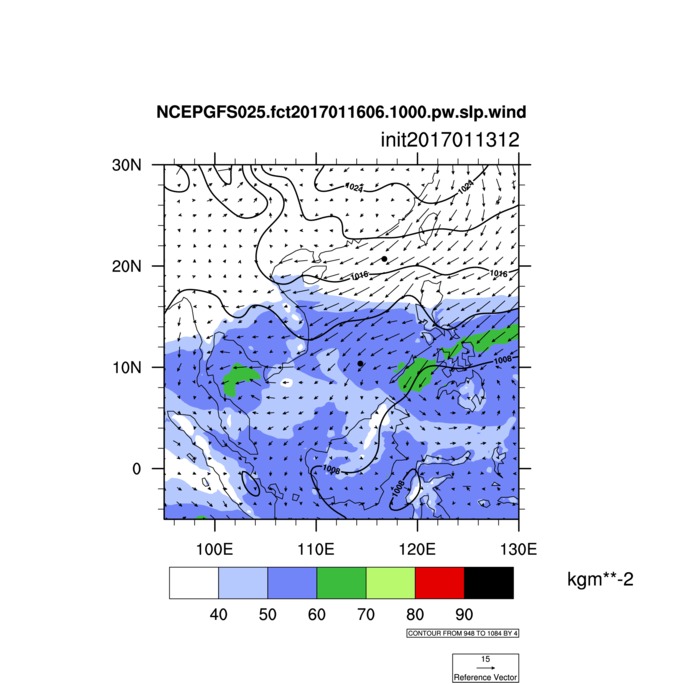 NCEPGFS025.fct2017011606.1000.pw.slp.wind
init2017011312
30N
1024
1024
20N
1016
1016
10N
1008
0
1008
1008
100E 110E 120E 130E
kgm**-2
40 50 60 70 80 90
CONTOUR FROM 948 TO 1084 BY 4
15
Reference Vector